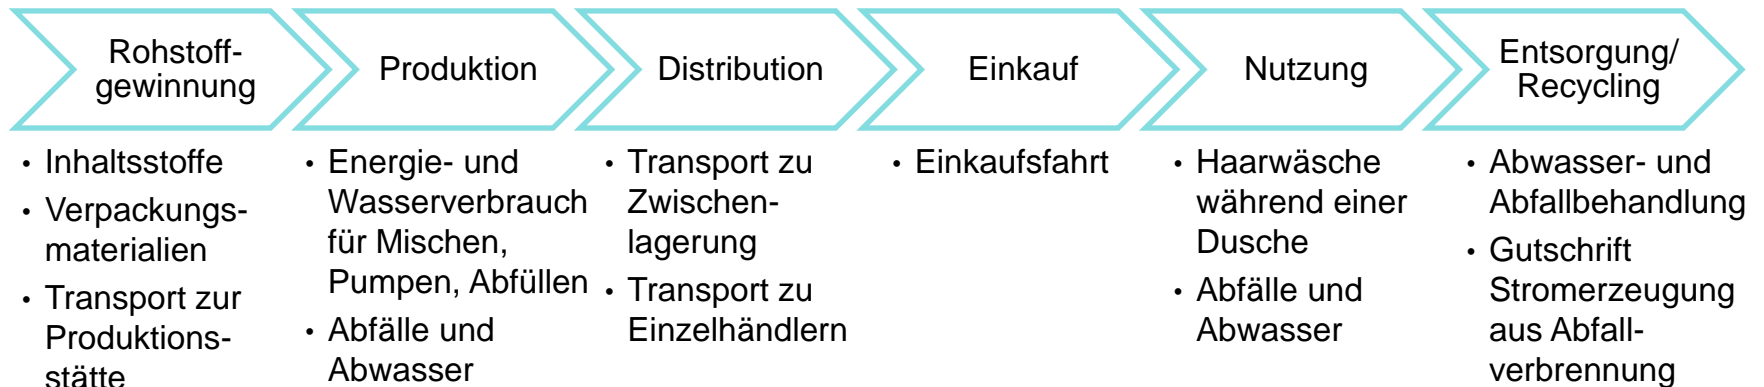 Rohstoff-
gewinnung
Produktion
Distribution
Einkauf
Nutzung
Entsorgung/
Recycling
• Inhaltsstoffe
• Verpackungs-
materialien
• Transport zur
Produktions-
stätte
• Energie- und
Wasserverbrauch
für Mischen,
Pumpen, Abfüllen
• Abfälle und
Abwasser
• Transport zu
Zwischen-
lagerung
• Transport zu
Einzelhändlern
• Einkaufsfahrt
• Haarwäsche
während einer
Dusche
• Abfälle und
Abwasser
• Abwasser- und
Abfallbehandlung
• Gutschrift
Stromerzeugung
aus Abfall-
verbrennung